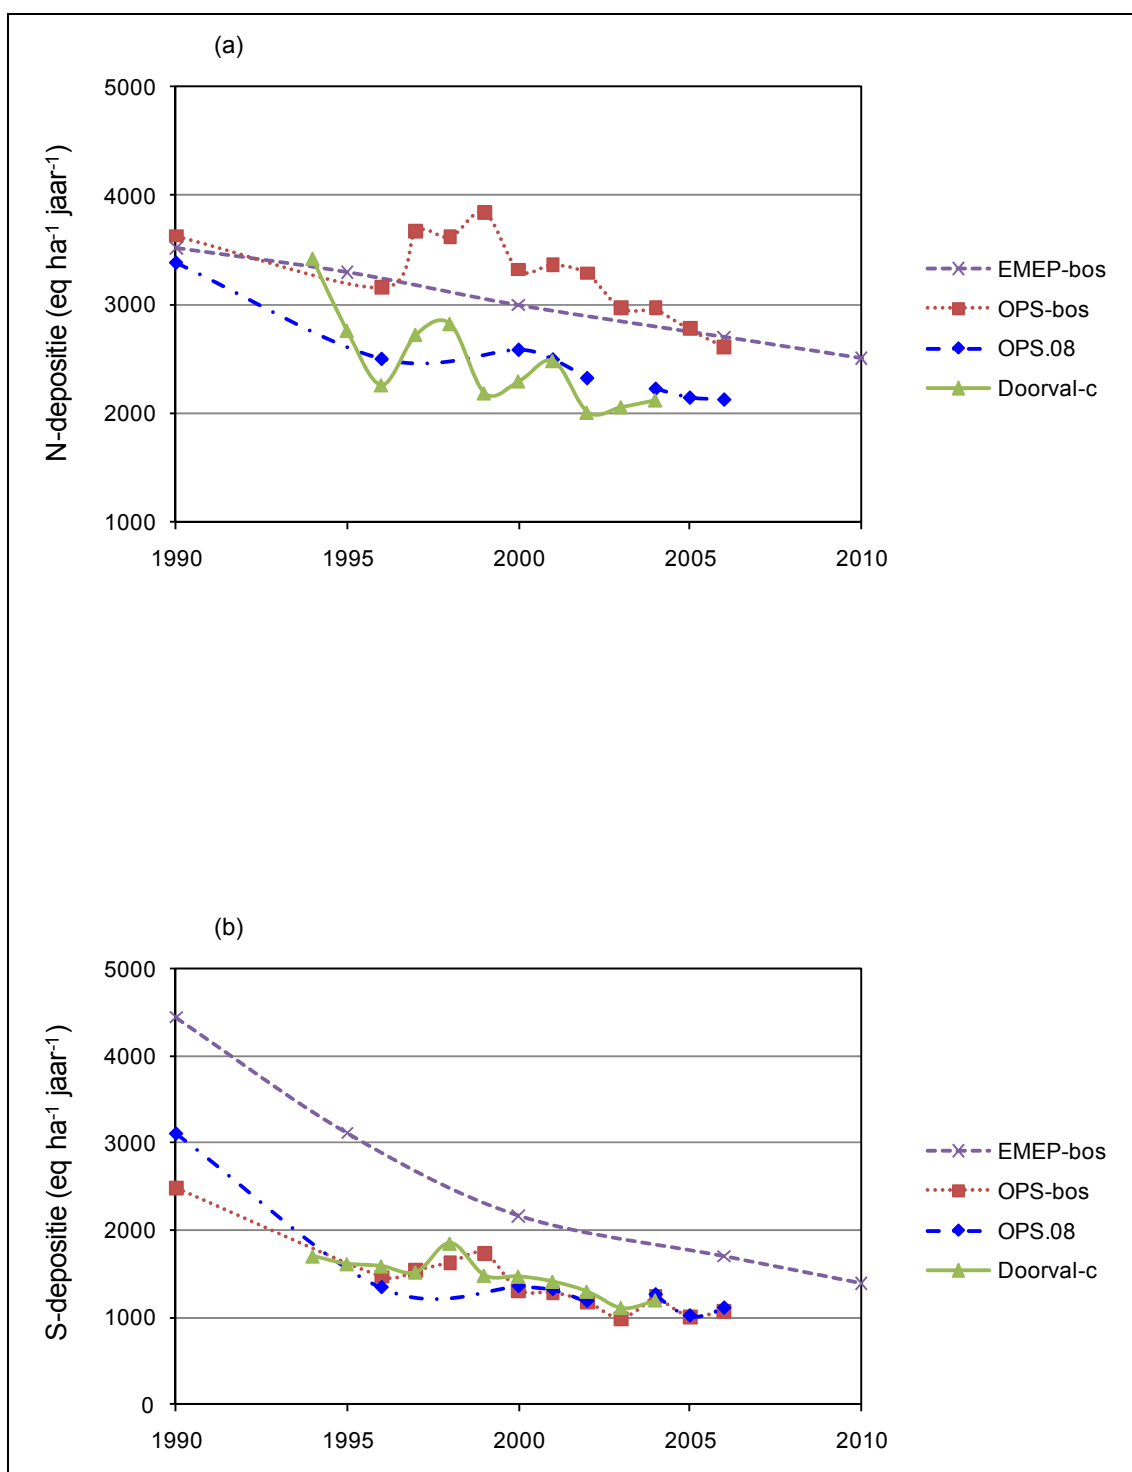 (a)
N-depositie (eq ha⁻¹ jaar⁻¹)
5000
4000
3000
2000
1000
1990 1995 2000 2005 2010
EMEP-bos
OPS-bos
OPS.08
Doorval-c
(b)
S-depositie (eq ha⁻¹ jaar⁻¹)
5000
4000
3000
2000
1000
0
1990 1995 2000 2005 2010
EMEP-bos
OPS-bos
OPS.08
Doorval-c